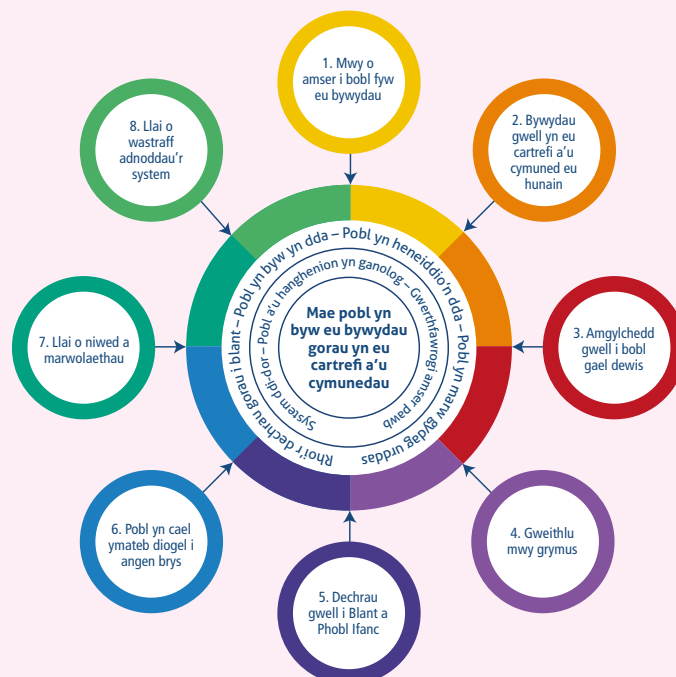 1. Mwy o
amser i bobl fyw
eu bywydau
2. Bywydau
gwell yn eu
cartrefi a'u
cymuned eu
hunain
3. Amgylchedd
gwell i bobl
gael dewis
4. Gweithlu
mwy grymus
5. Dechrau
gwell i Blant a
Phobl Ifanc
6. Pobl yn cael
ymateb diogel i
angen brys
7. Llai o niwed a
marwolaethau
8. Llai o
wastraff
adnoddau'r
system
Rhoi'r dechrau gorau i blant – Pobl yn byw yn dda – Pobl yn heneiddio'n dda – Pobl yn marw gydag urddas
System ddi-dor – Pobl a'u hanghenion yn ganolog – Gwerthfawrogi amser pawb
Mae pobl yn
byw eu bywydau
gorau yn eu
cartrefi a'u
cymunedau